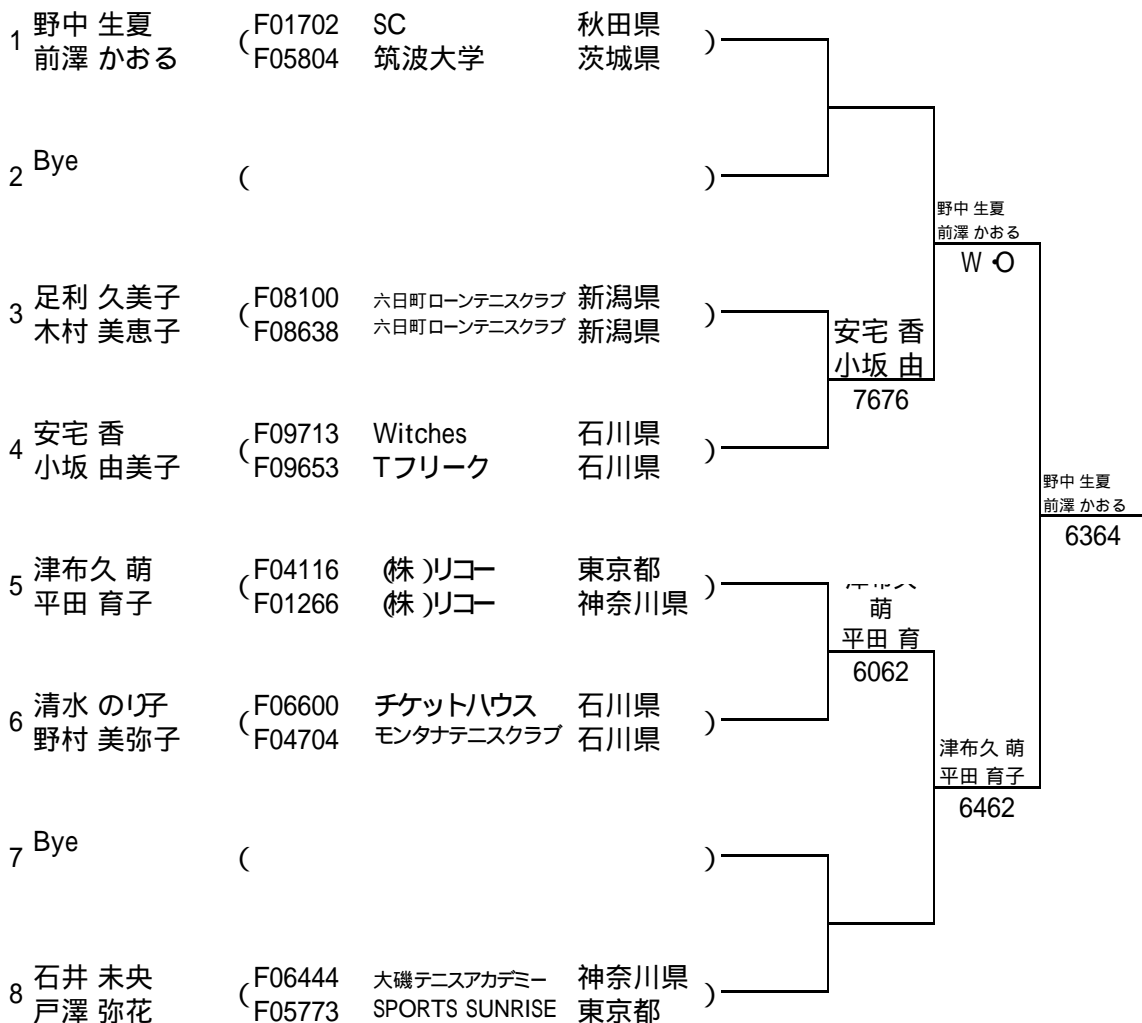 1 野中 生夏 (F01702 SC 秋田県 )
前澤 かおる F05804 筑波大学 茨城県
2 Bye ( )
野中 生夏
前澤 かおる
W・O
3 足利 久美子 (F08100 六日町ローンテニスクラブ 新潟県 )
木村 美恵子 F08638 六日町ローンテニスクラブ 新潟県
安宅 香
小坂 由
7676
4 安宅 香 (F09713 Witches 石川県 )
小坂 由美子 F09653 Tフリーク 石川県
野中 生夏
前澤 かおる
6364
5 津布久 萌 (F04116 (株)リコー 東京都 )
平田 育子 F01266 (株)リコー 神奈川県
津布久
萌
平田 育
6062
6 清水 のり子 (F06600 チケットハウス 石川県 )
野村 美弥子 F04704 モンタナテニスクラブ 石川県
津布久 萌
平田 育子
6462
7 Bye ( )
8 石井 未央 (F06444 大磯テニスアカデミー 神奈川県 )
戸澤 弥花 F05773 SPORTS SUNRISE 東京都